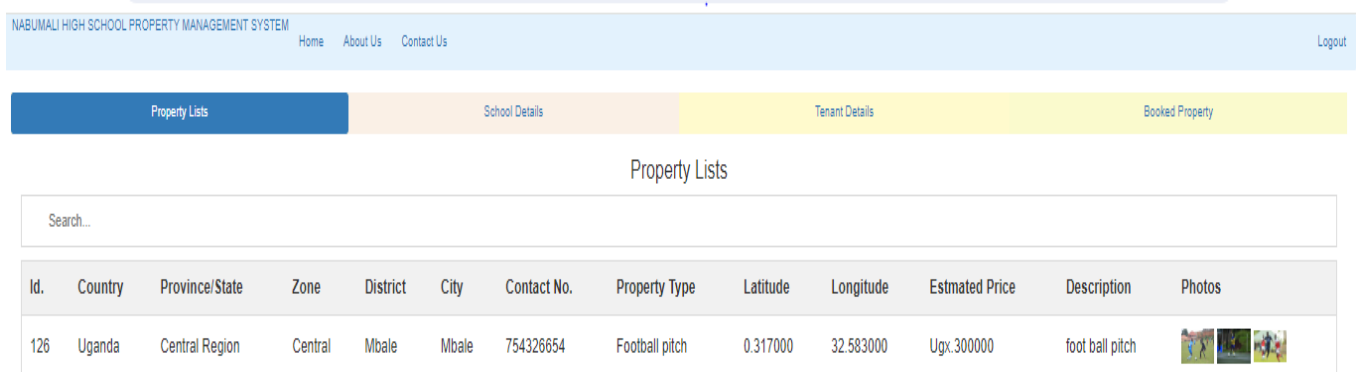 NABUMALI HIGH SCHOOL PROPERTY MANAGEMENT SYSTEM
Home About Us Contact Us Logout
Property Lists School Details Tenant Details Booked Property
Property Lists
Search...
Id. Country Province/State Zone District City Contact No. Property Type Latitude Longitude Estmated Price Description Photos
126 Uganda Central Region Central Mbale Mbale 754326654 Football pitch 0.317000 32.583000 Ugx.300000 foot ball pitch